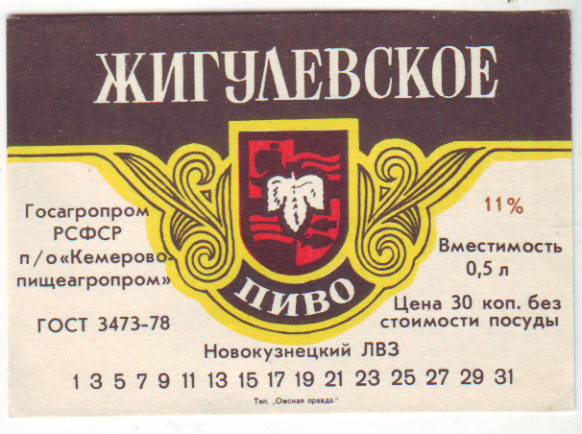 ЖИГУЛЕВСКОЕ
Госагропром
РСФСР
п/о«Кемерово-
пищеагропром»
ГОСТ 3473-78
ПИВО
11%
Вместимость
0,5 л
Цена 30 коп. без
стоимости посуды
Новокузнецкий ЛВЗ
1 3 5 7 9 11 13 15 17 19 21 23 25 27 29 31
Тип. „Омская правда."